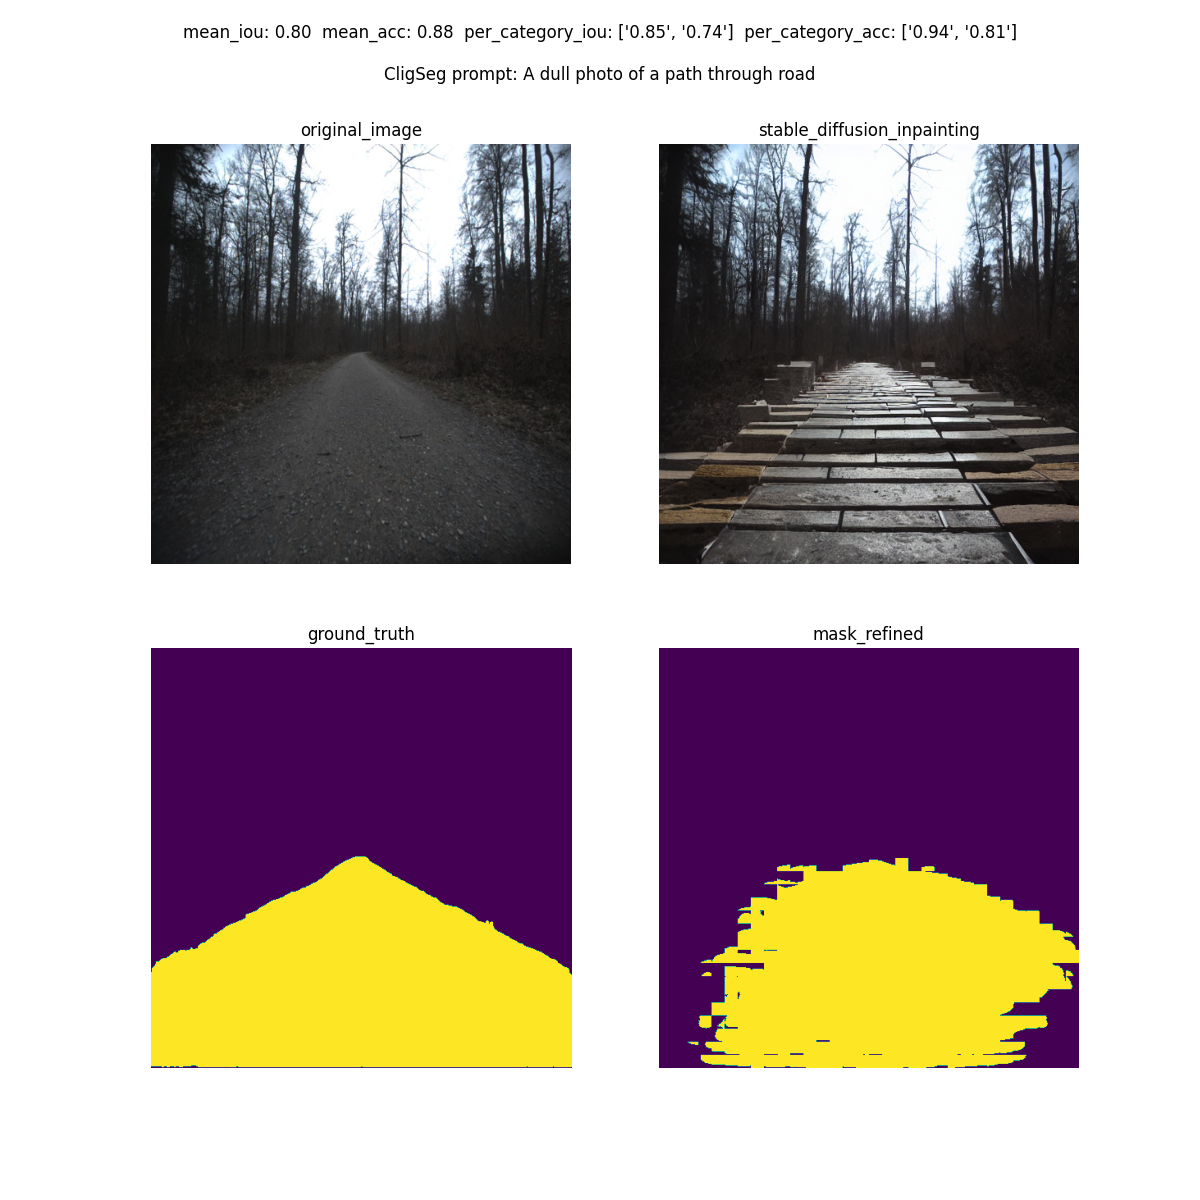 mean_iou: 0.80  mean_acc: 0.88  per_category_iou: ['0.85', '0.74']  per_category_acc: ['0.94', '0.81']
CligSeg prompt: A dull photo of a path through road
original_image
stable_diffusion_inpainting
ground_truth
mask_refined